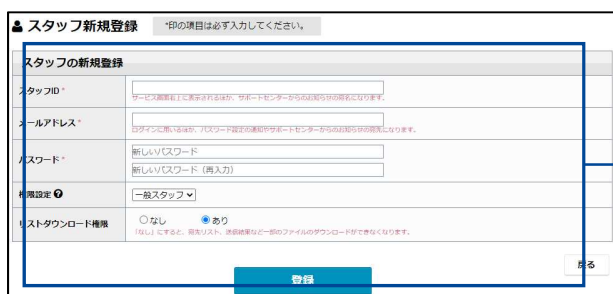 スタッフ新規登録 *印の項目は必ず入力してください。
スタッフの新規登録
スタッフID *
サービス画面右上に表示されるほか、サポートセンターからのお知らせの宛名になります。
メールアドレス *
ログインに用いるほか、パスワード設定の通知やサポートセンターからのお知らせの宛先になります。
パスワード *
新しいパスワード
新しいパスワード（再入力）
権限設定 ?
一般スタッフ
リストダウンロード権限
なし あり
「なし」にすると、宛先リスト、送信結果など一部のファイルのダウンロードができなくなります。
戻る
登録